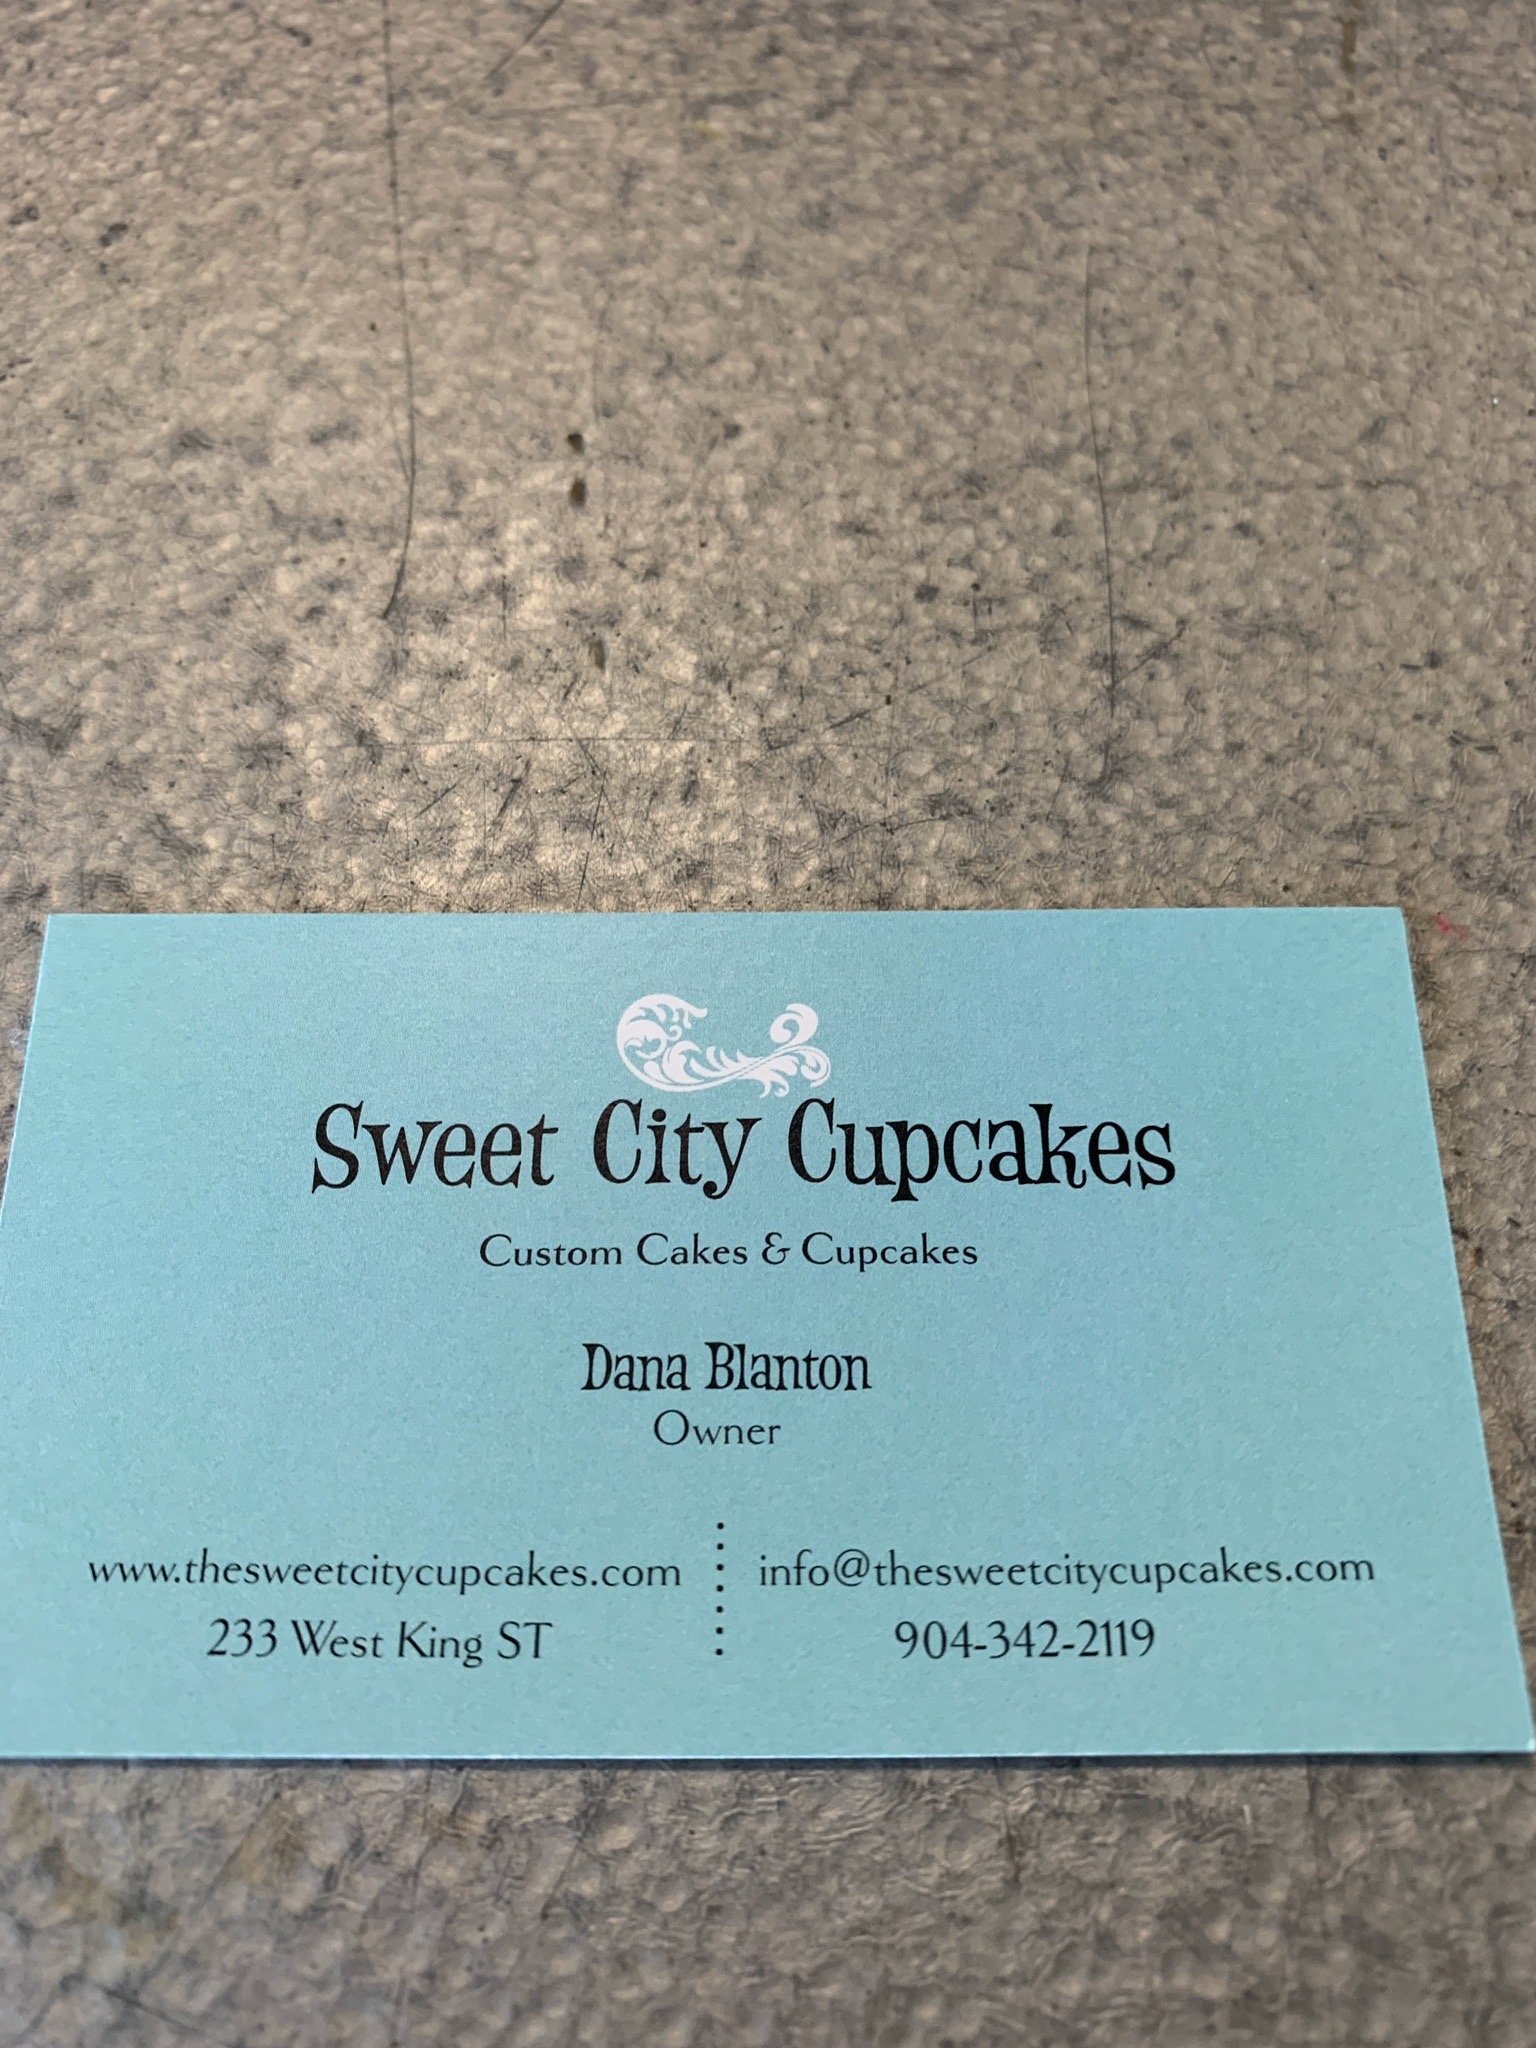 Sweet City Cupcakes
Custom Cakes & Cupcakes
Dana Blanton
Owner
www.thesweetcitycupcakes.com
233 West King ST
info@thesweetcitycupcakes.com
904-342-2119